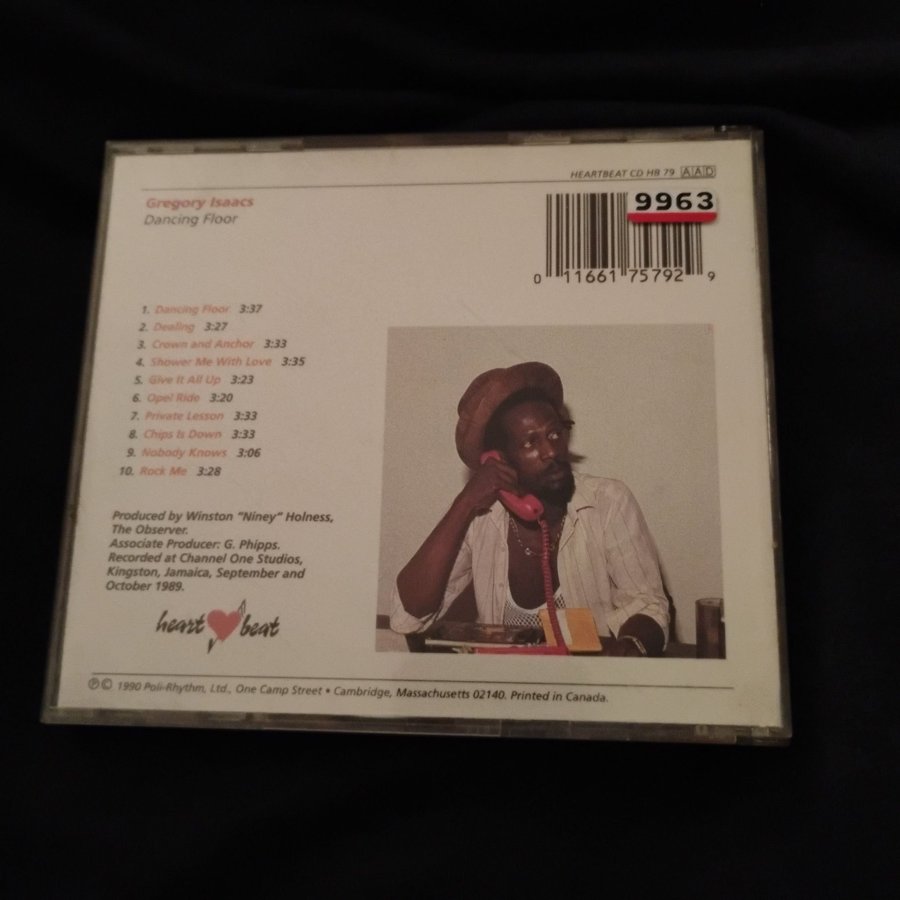 HEARTBEAT CD HB 79 AAD
Gregory Isaacs
Dancing Floor
9963
0 11661 75792 9
1. Dancing Floor 3:37
2. Dealing 3:27
3. Crown and Anchor 3:33
4. Shower Me With Love 3:35
5. Give It All Up 3:23
6. Opel Ride 3:20
7. Private Lesson 3:33
8. Chips Is Down 3:33
9. Nobody Knows 3:06
10. Rock Me 3:28
Produced by Winston "Niney" Holness,
The Observer.
Associate Producer: G. Phipps.
Recorded at Channel One Studios,
Kingston, Jamaica, September and
October 1989.
heart beat
℗© 1990 Poli-Rhythm, Ltd., One Camp Street • Cambridge, Massachusetts 02140. Printed in Canada.